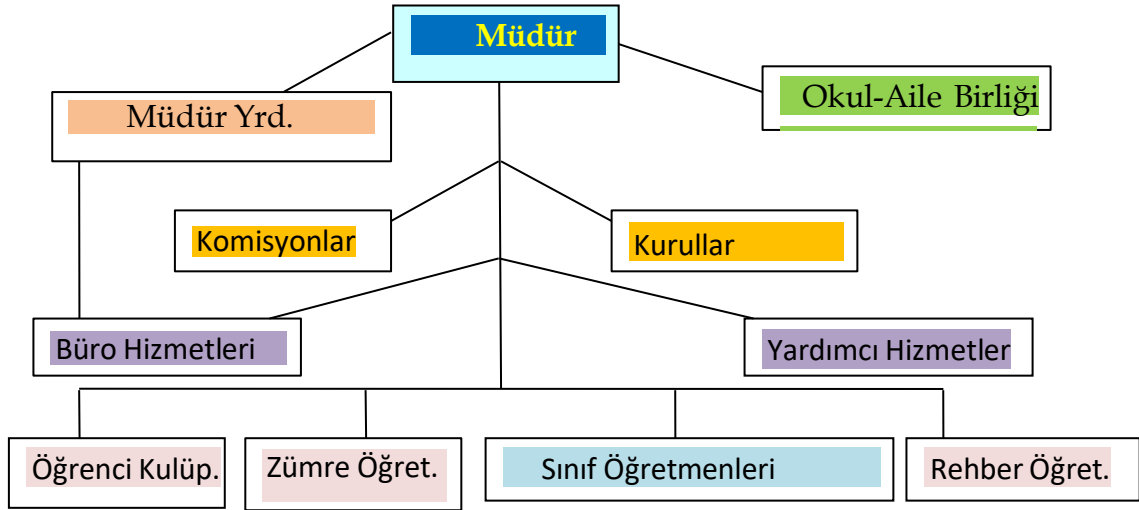 Müdür
Müdür Yrd.
Okul-Aile Birliği
Komisyonlar
Kurullar
Büro Hizmetleri
Yardımcı Hizmetler
Öğrenci Kulüp.
Zümre Öğret.
Sınıf Öğretmenleri
Rehber Öğret.